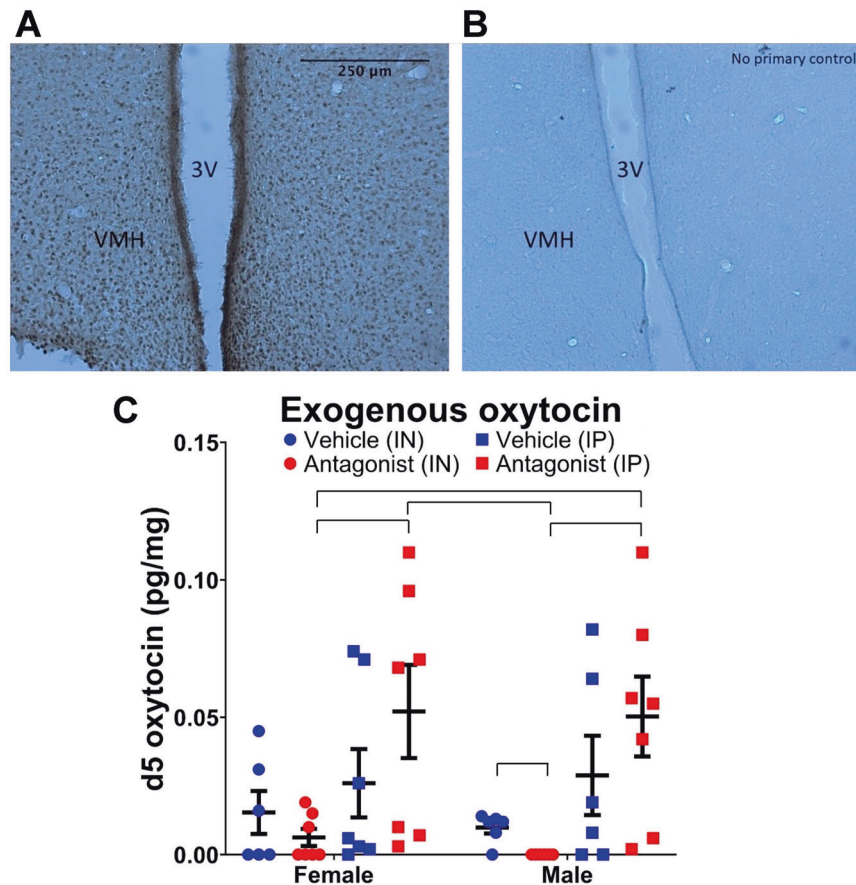 A
B
250 µm
No primary control
3V
3V
VMH
VMH
C
Exogenous oxytocin
Vehicle (IN)
Vehicle (IP)
Antagonist (IN)
Antagonist (IP)
0.15
0.10
0.05
0.00
d5 oxytocin (pg/mg)
Female
Male